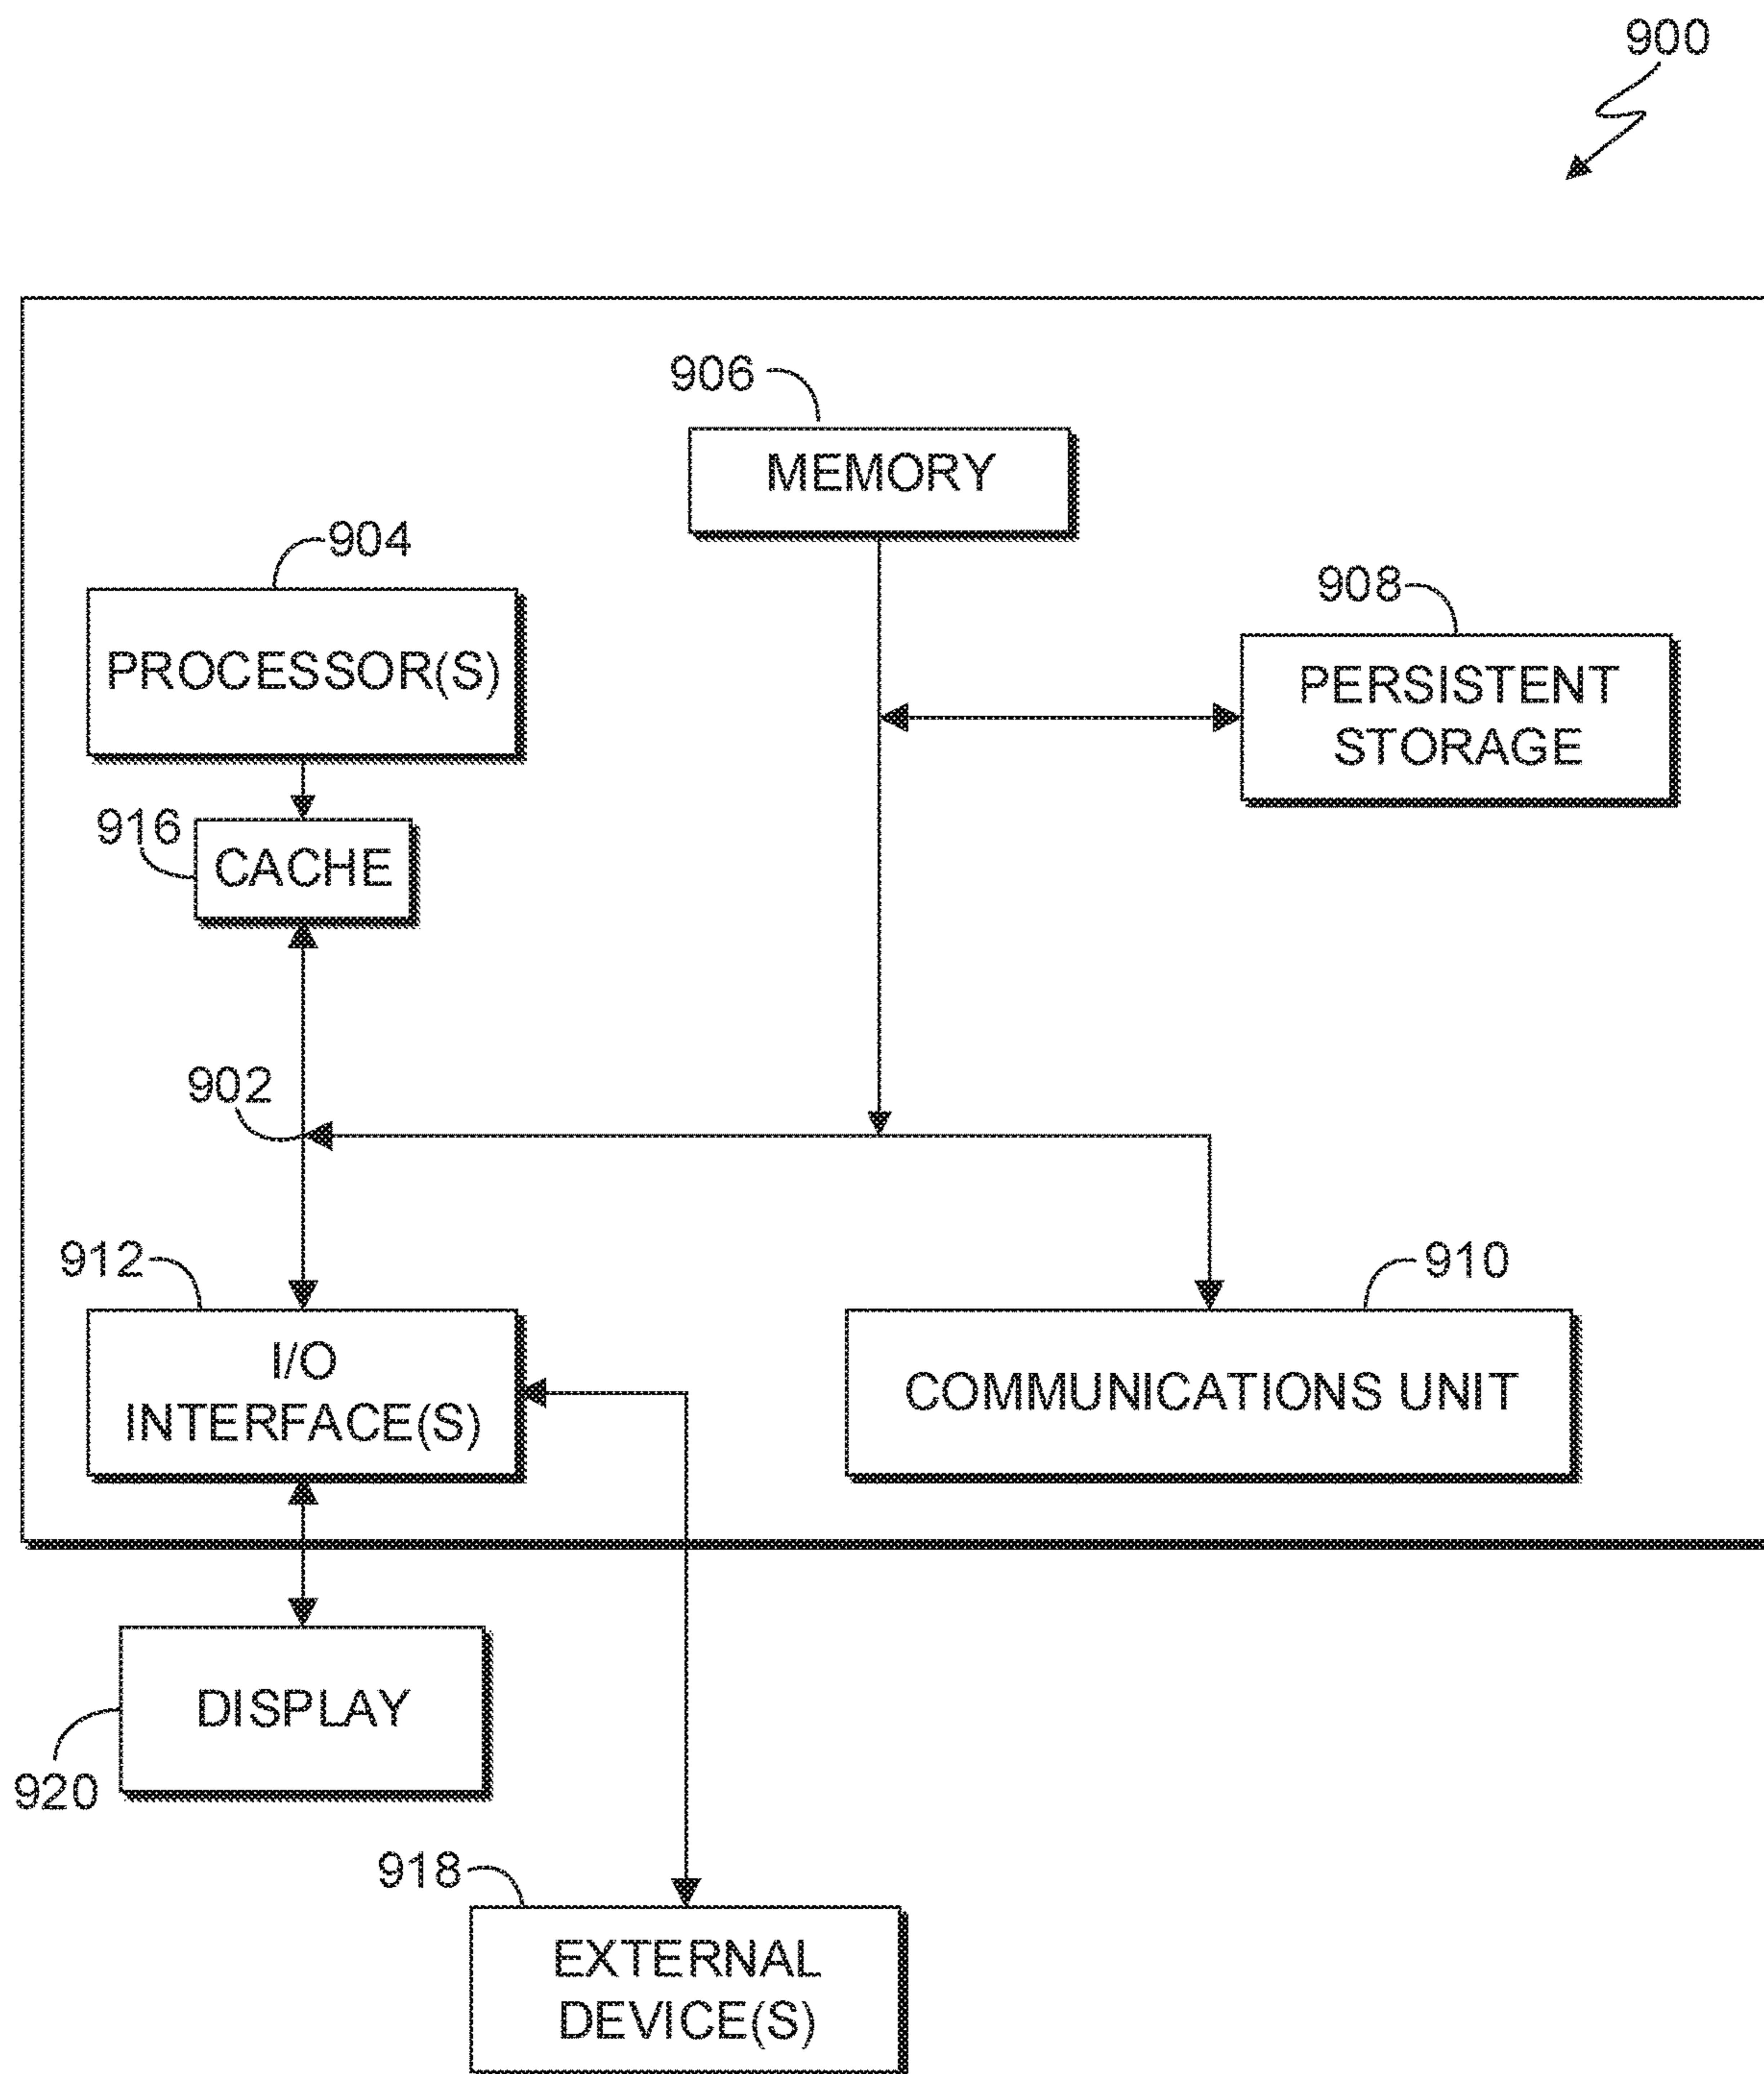 900
906
MEMORY
904
PROCESSOR(S)
908
PERSISTENT
STORAGE
916
CACHE
902
912
I/O
INTERFACE(S)
910
COMMUNICATIONS UNIT
DISPLAY
920
918
EXTERNAL
DEVICE(S)